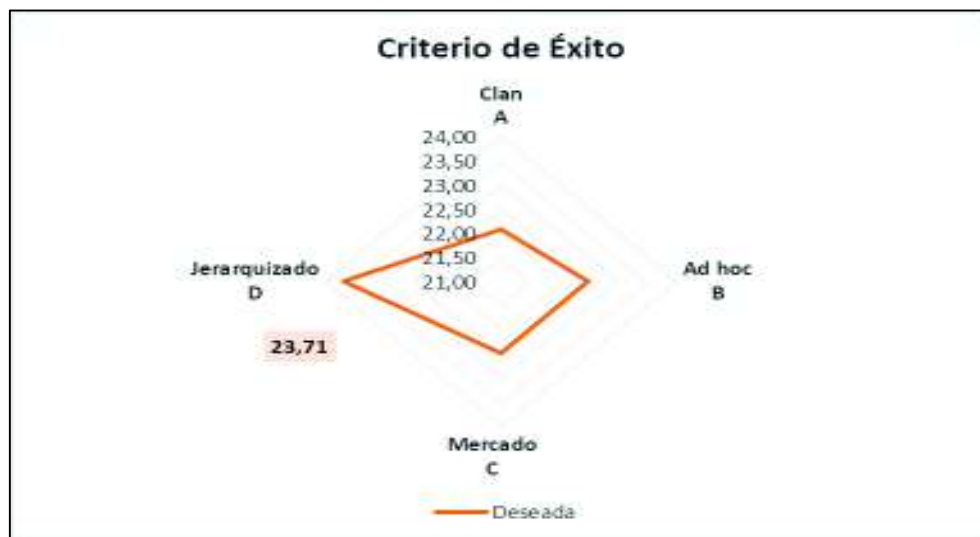 Criterio de Éxito
Clan
A
24,00
23,50
23,00
22,50
22,00
21,50
21,00
Jerarquizado
D
Ad hoc
B
23,71
Mercado
C
Deseada